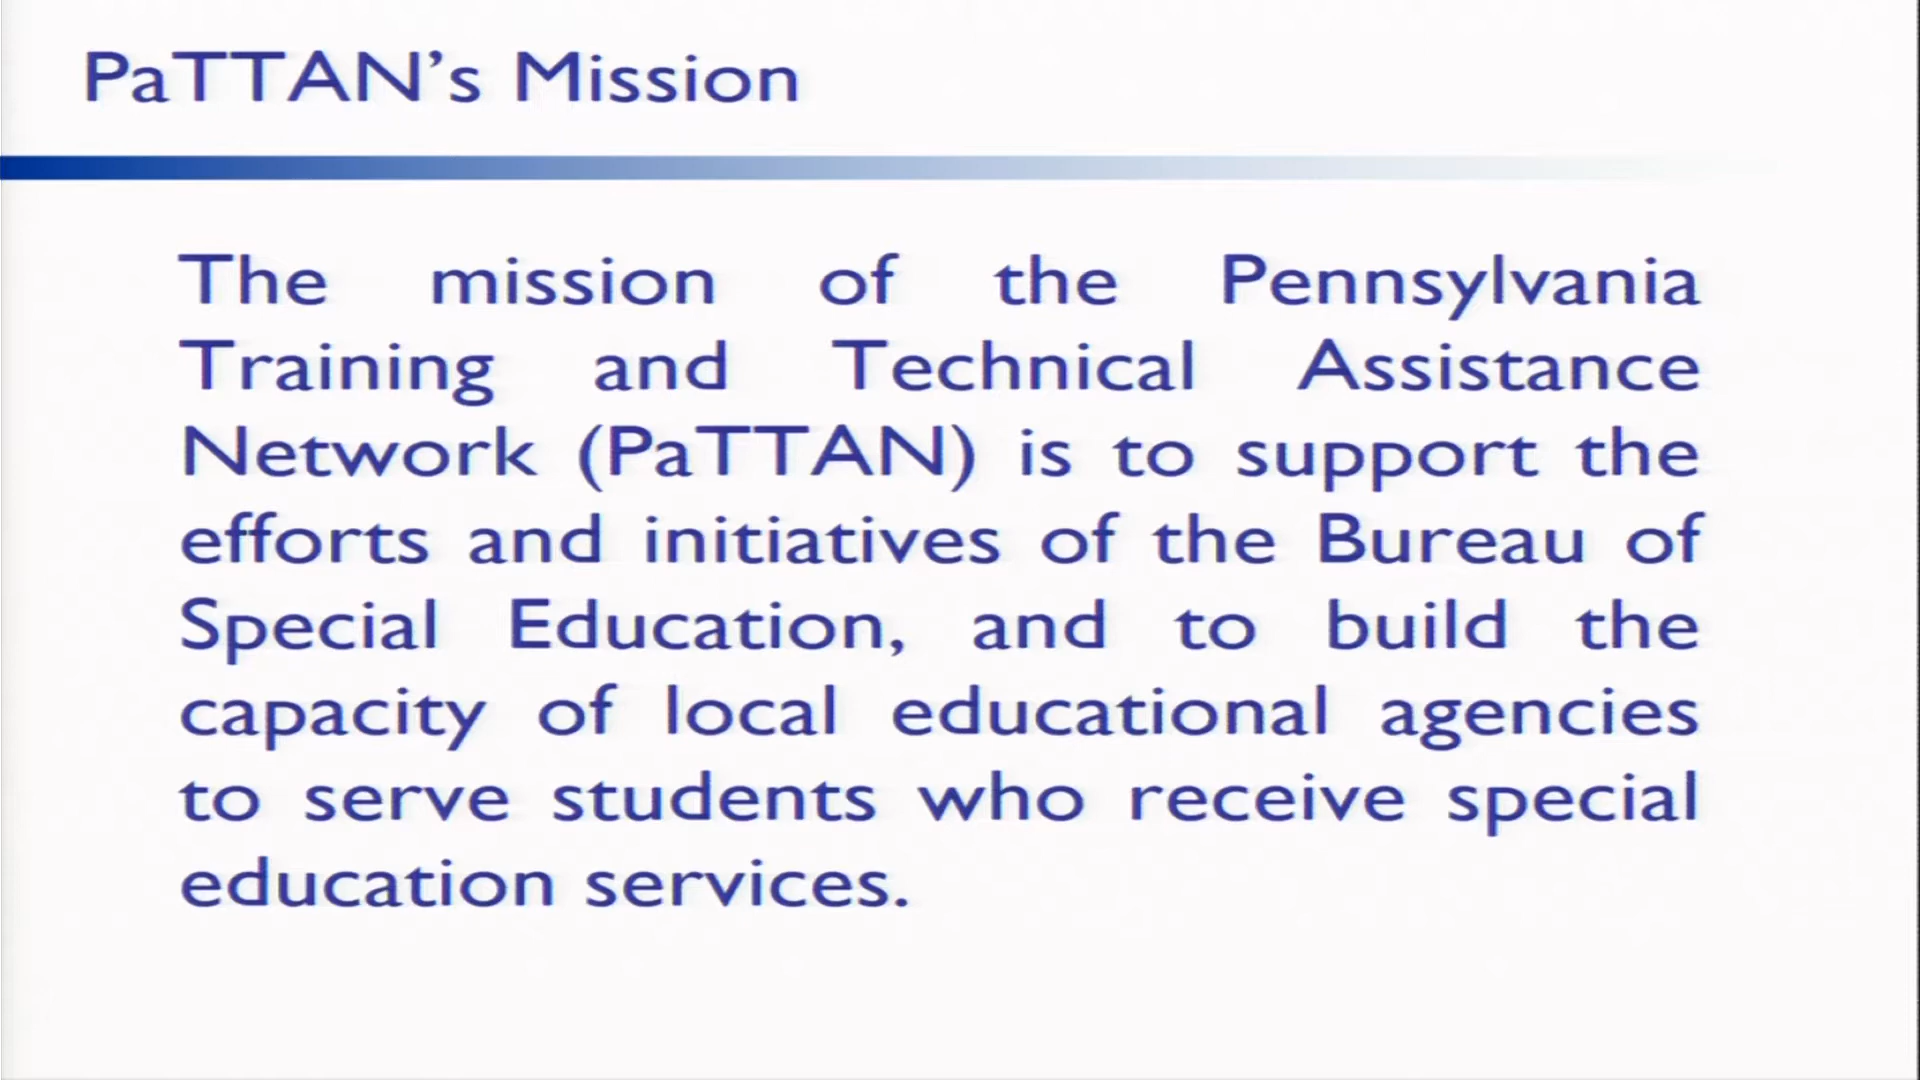 PaTTAN’s Mission
The mission of the Pennsylvania
Training and Technical Assistance
Network (PaTTAN) is to support the
efforts and initiatives of the Bureau of
Special Education, and to build the
capacity of local educational agencies
to serve students who receive special
education services.